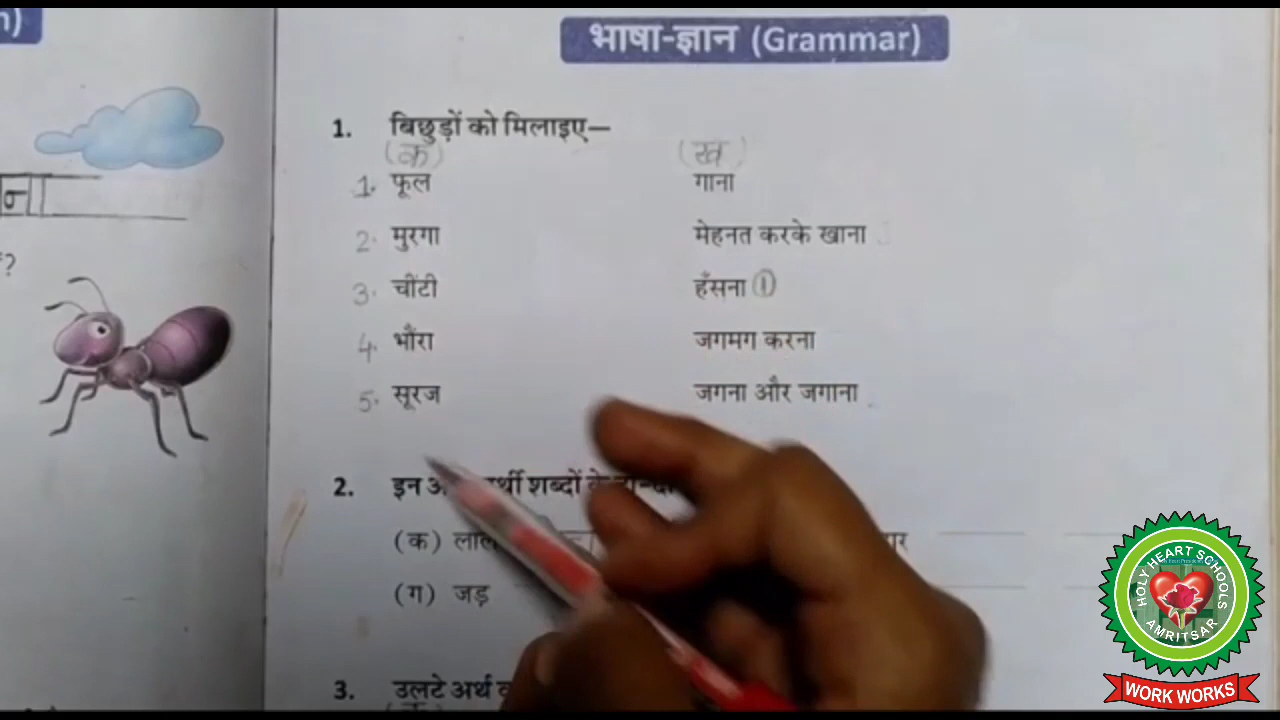 भाषा-ज्ञान (Grammar)
1. बिछुड़ों को मिलाइए—
(क) (ख)
1. फूल गाना
2. मुरगा मेहनत करके खाना
3. चींटी हँसना ①
4. भौंरा जगमग करना
5. सूरज जगना और जगाना
2. इन शब्दों के
(क) लाल
(ग) जड़
3. उलटे अर्थ
HOLY HEART SCHOOLS
AMRITSAR
WORK WORKS